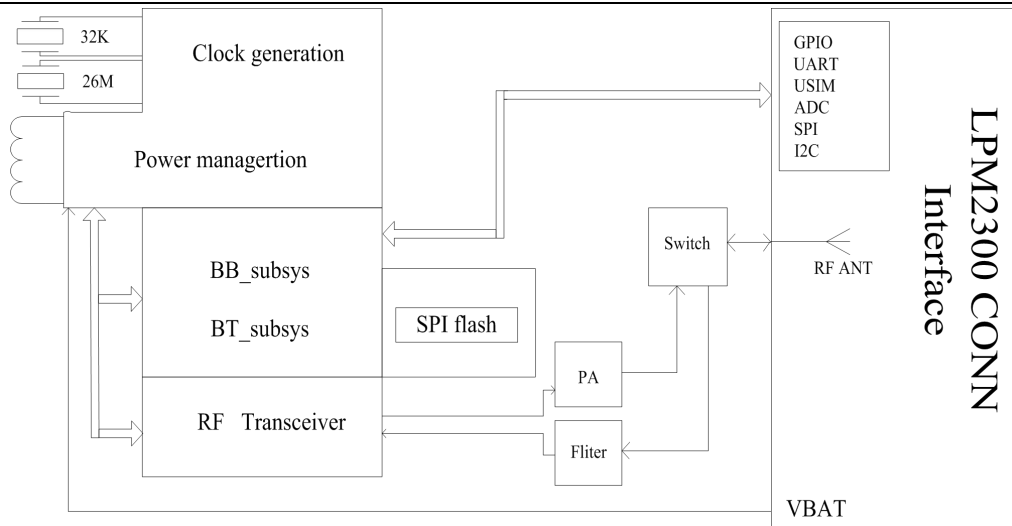 32K
26M
Clock generation
Power managertion
BB_subsys
BT_subsys
SPI flash
RF Transceiver
PA
Fliter
Switch
GPIO
UART
USIM
ADC
SPI
I2C
RF ANT
VBAT
LPM2300 CONN
Interface